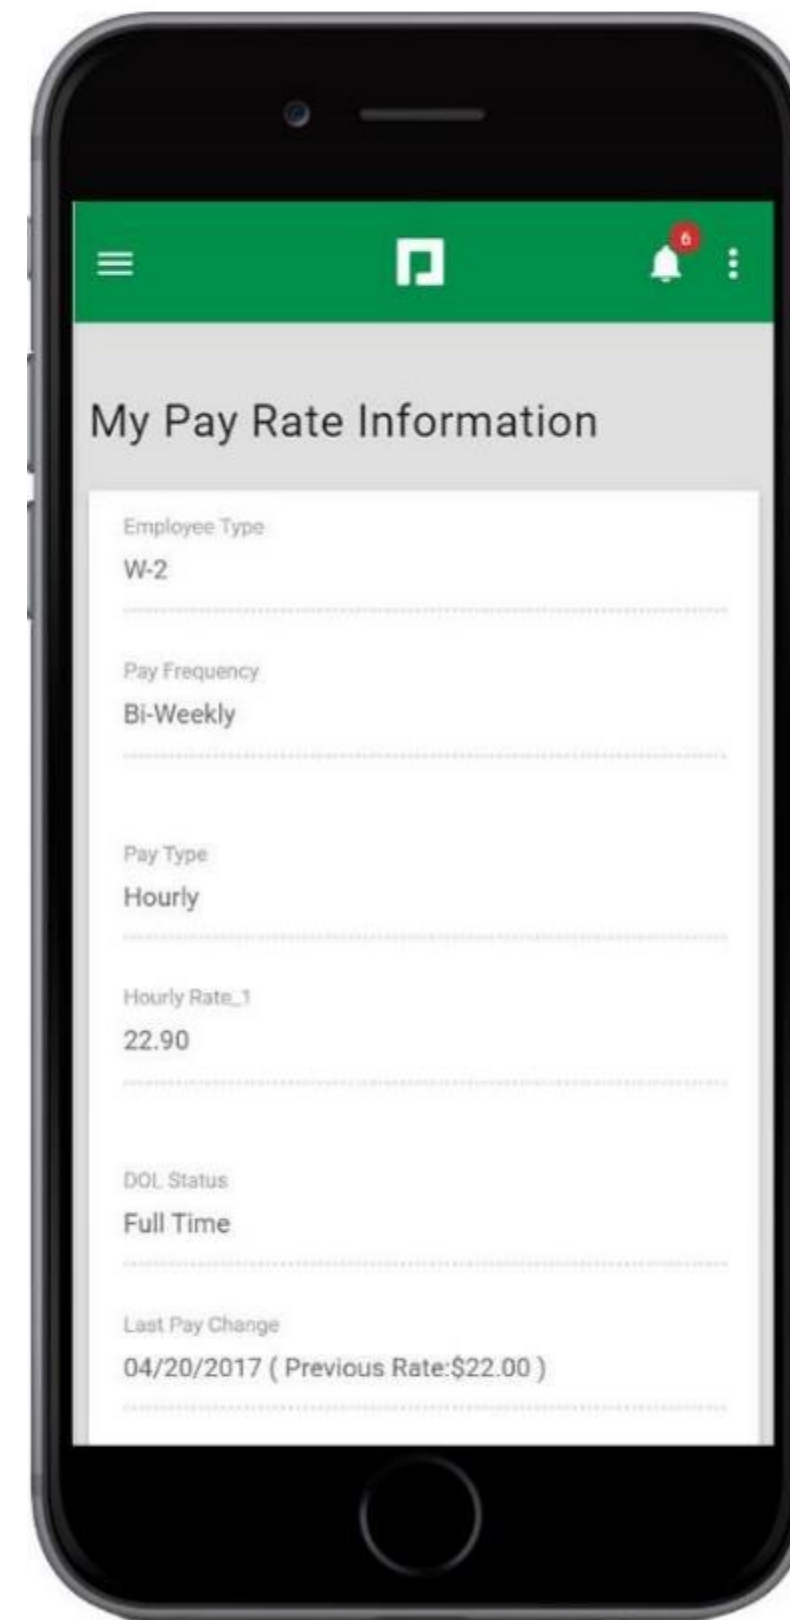 6
My Pay Rate Information
Employee Type
W-2
Pay Frequency
Bi-Weekly
Pay Type
Hourly
Hourly Rate_1
22.90
DOL Status
Full Time
Last Pay Change
04/20/2017 ( Previous Rate:$22.00 )